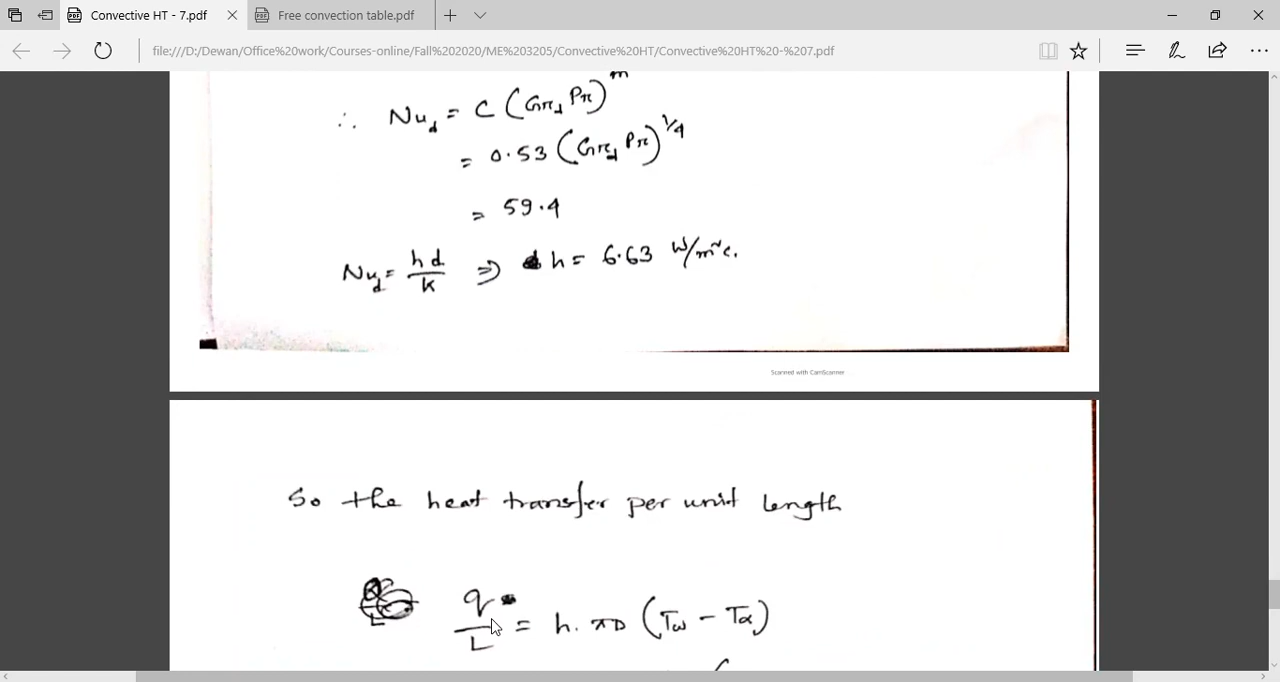 Convective HT - 7.pdf
Free convection table.pdf
file:///D:/Dewan/Office%20work/Courses-online/Fall%202020/ME%203205/Convective%20HT/Convective%20HT%20-%207.pdf
∴ Nu_d = C (Gr_d Pr)^m
= 0.53 (Gr_d Pr)^1/4
= 59.4
Nu_d = hd/k ⇒ h = 6.63 W/m²c.
Scanned with CamScanner
So the heat transfer per unit length
q/L = h. πD (Tw - Tα)